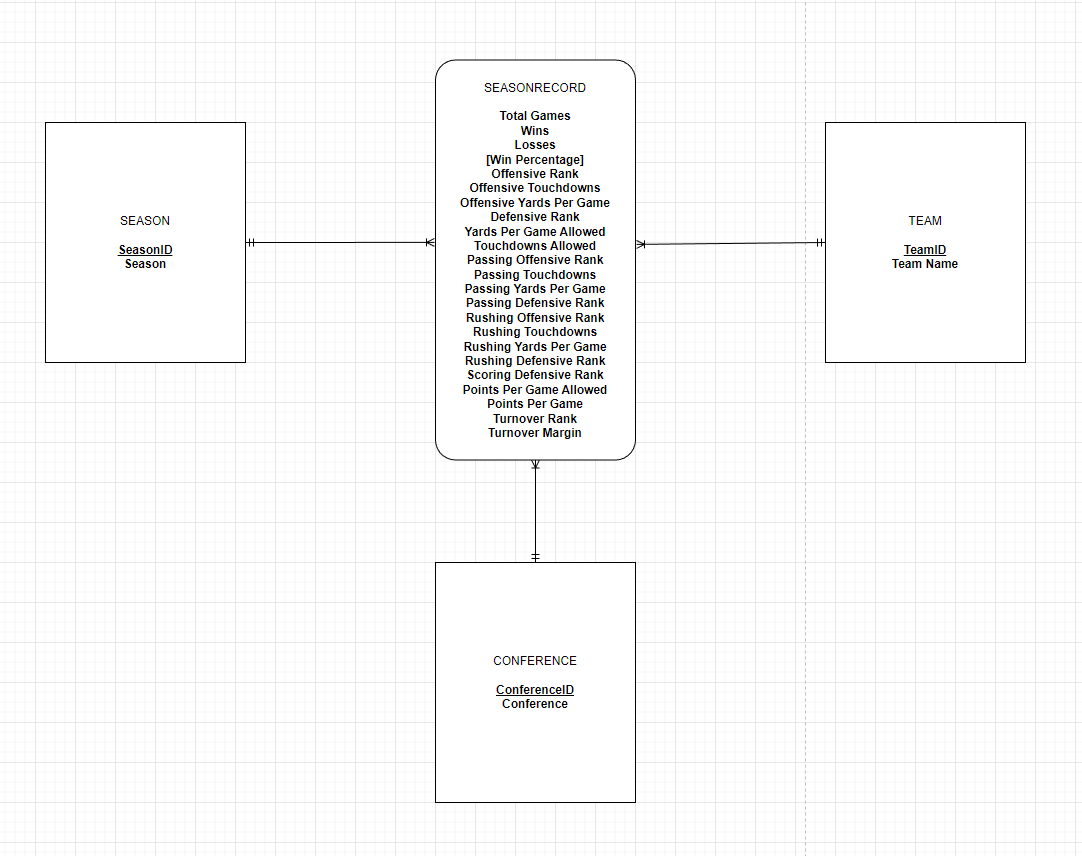 SEASONRECORD
Total Games
Wins
Losses
[Win Percentage]
Offensive Rank
Offensive Touchdowns
Offensive Yards Per Game
Defensive Rank
Yards Per Game Allowed
Touchdowns Allowed
Passing Offensive Rank
Passing Touchdowns
Passing Yards Per Game
Passing Defensive Rank
Rushing Offensive Rank
Rushing Touchdowns
Rushing Yards Per Game
Rushing Defensive Rank
Scoring Defensive Rank
Points Per Game Allowed
Points Per Game
Turnover Rank
Turnover Margin
SEASON
SeasonID
Season
TEAM
TeamID
Team Name
CONFERENCE
ConferenceID
Conference